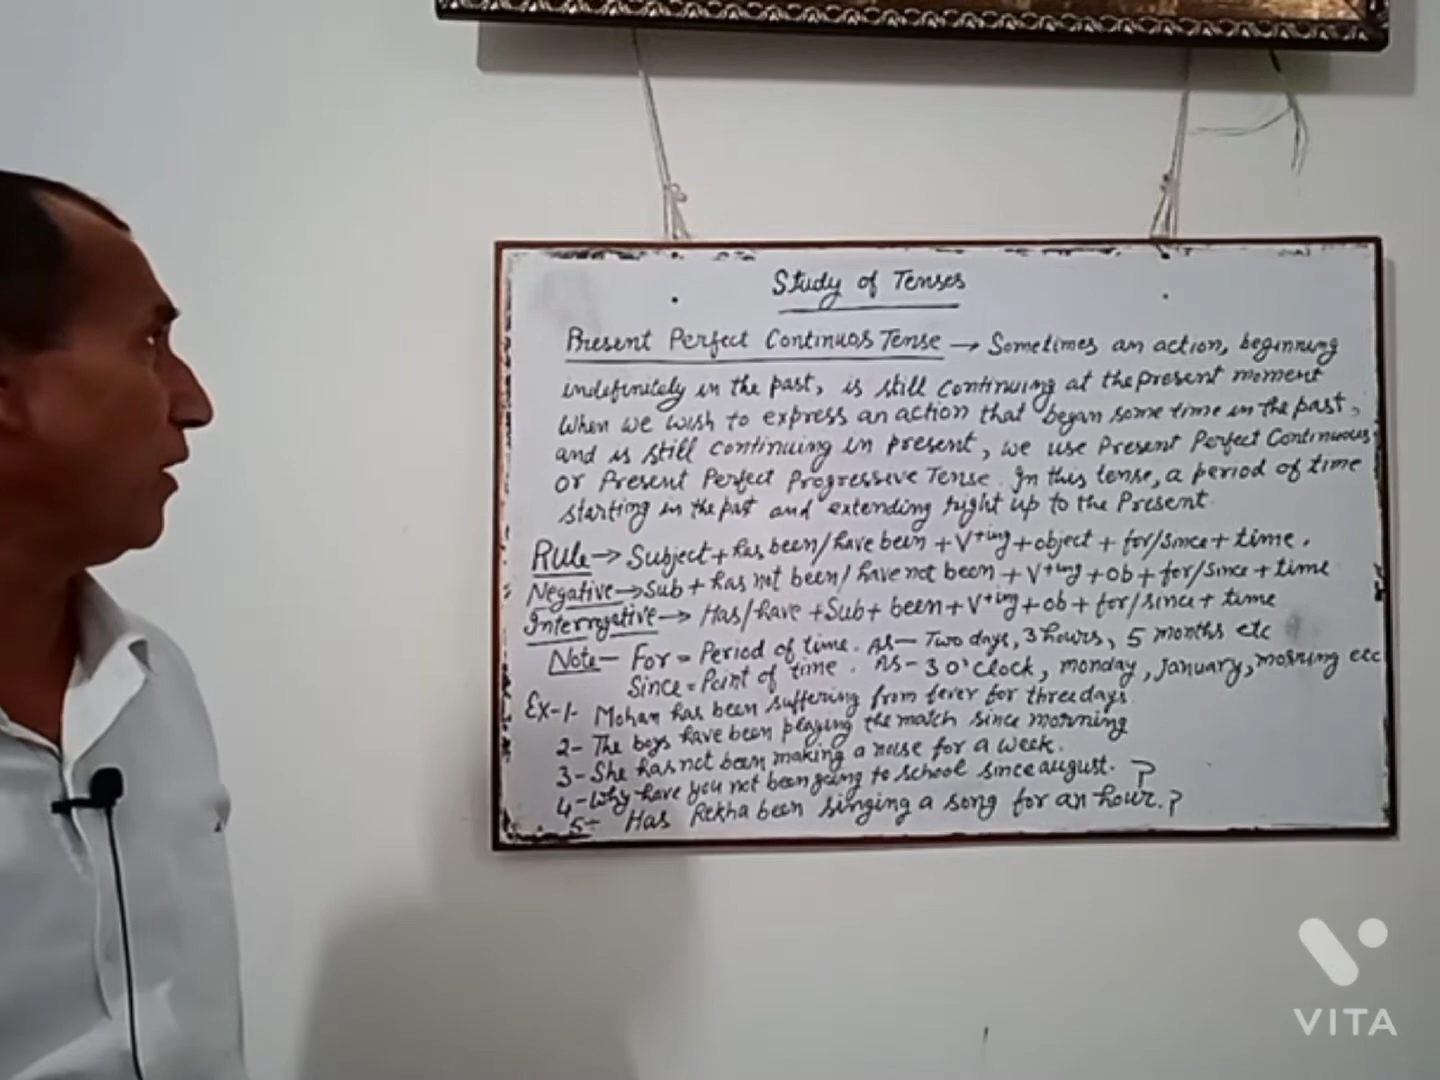 Study of Tenses
Present Perfect Continuos Tense → Sometimes an action, beginning
indefinitely in the past, is still continuing at the present moment
When we wish to express an action that began some time in the past,
and is still continuing in present, we use Present Perfect Continuous
or Present Perfect Progressive Tense. In this tense, a period of time
starting in the past and extending right up to the Present.
RULE → Subject + has been/have been + V+ing + object + for/since + time.
Negative → Sub + has not been/have not been + V+ing + ob + for/since + time
Interrogative → Has/have + Sub + been + V+ing + ob + for/since + time
Note – For = Period of time. As – Two days, 3 hours, 5 months etc
Since = Point of time. As – 3 o'clock, monday, january, morning etc
Ex-1- Mohan has been suffering from fever for three days.
2- The boys have been playing the match since morning
3- She has not been making a noise for a week.
4- Why have you not been going to school since august. ?
5- Has Rekha been singing a song for an hour.?
VITA